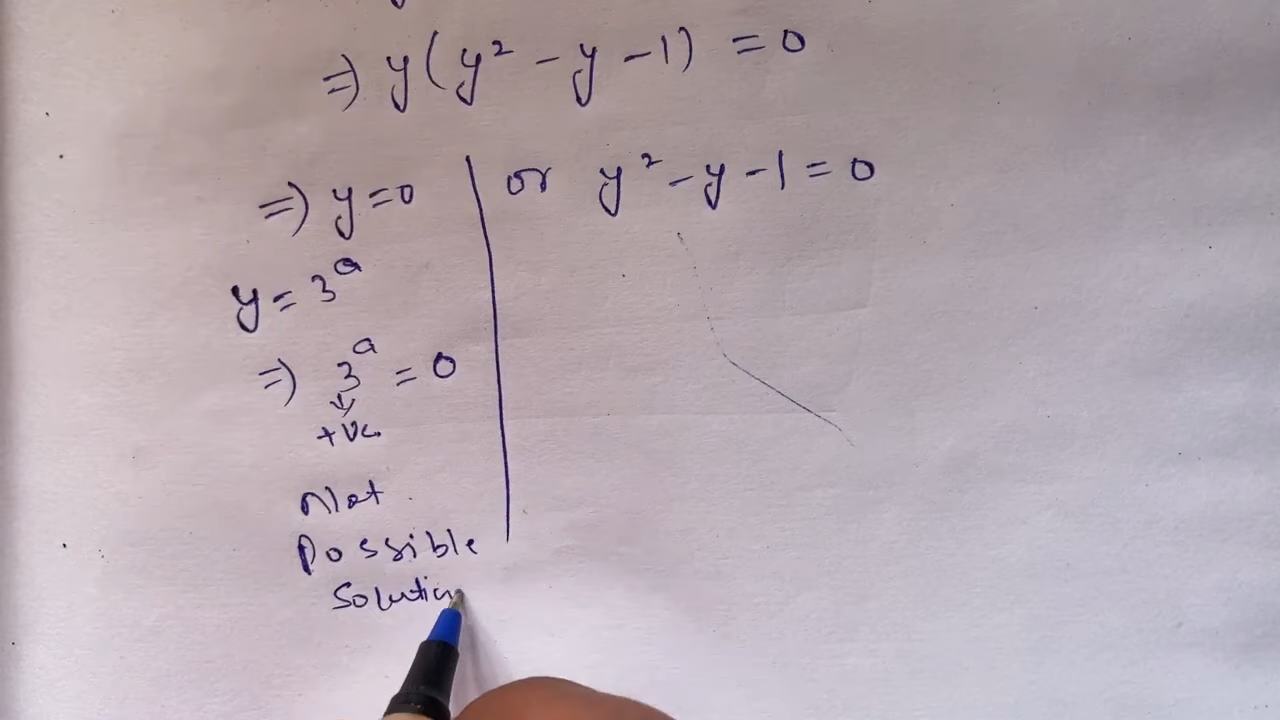 ⇒ y(y² - y - 1) = 0
⇒ y = 0
y = 3ᵃ
⇒ 3ᵃ = 0
+ve
Not
Possible
Solution
or y² - y - 1 = 0